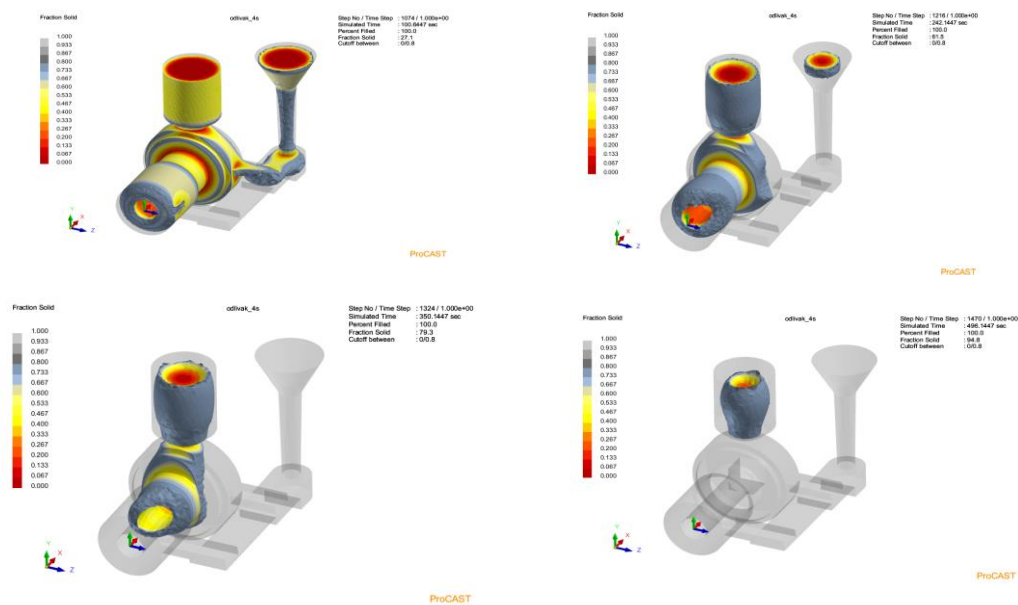 Fraction Solid
odlivak_4s
Step No / Time Step : 1074 / 1.000e+00
Simulated Time : 100.6447 sec
Percent Filled : 100.0
Fraction Solid : 27.1
Cutoff between : 0/0.8
1.000
0.933
0.867
0.800
0.733
0.667
0.600
0.533
0.467
0.400
0.333
0.267
0.200
0.133
0.067
0.000
Y
X
Z
ProCAST
Fraction Solid
odlivak_4s
Step No / Time Step : 1216 / 1.000e+00
Simulated Time : 242.1447 sec
Percent Filled : 100.0
Fraction Solid : 61.5
Cutoff between : 0/0.8
1.000
0.933
0.867
0.800
0.733
0.667
0.600
0.533
0.467
0.400
0.333
0.267
0.200
0.133
0.067
0.000
Y
X
Z
ProCAST
Fraction Solid
odlivak_4s
Step No / Time Step : 1324 / 1.000e+00
Simulated Time : 350.1447 sec
Percent Filled : 100.0
Fraction Solid : 79.3
Cutoff between : 0/0.8
1.000
0.933
0.867
0.800
0.733
0.667
0.600
0.533
0.467
0.400
0.333
0.267
0.200
0.133
0.067
0.000
Y
X
Z
ProCAST
Fraction Solid
odlivak_4s
Step No / Time Step : 1470 / 1.000e+00
Simulated Time : 496.1447 sec
Percent Filled : 100.0
Fraction Solid : 94.8
Cutoff between : 0/0.8
1.000
0.933
0.867
0.800
0.733
0.667
0.600
0.533
0.467
0.400
0.333
0.267
0.200
0.133
0.067
0.000
Y
X
Z
ProCAST